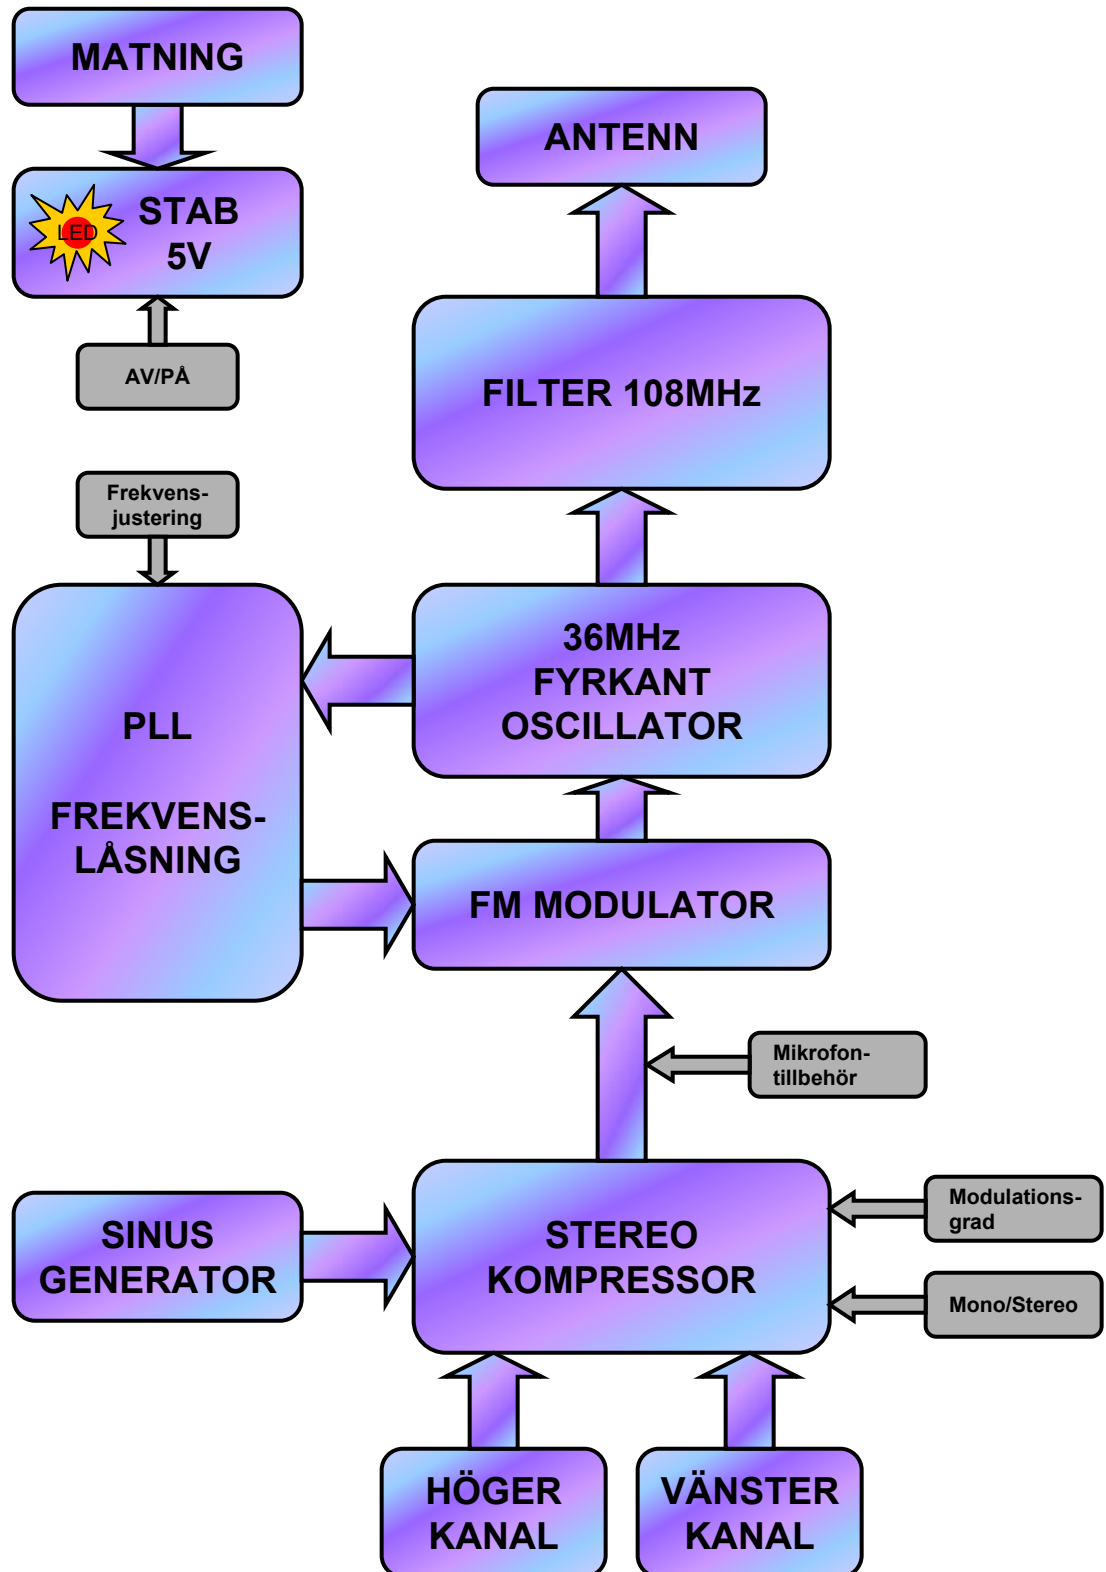 MATNING
LED
STAB
5V
AV/PÅ
ANTENN
FILTER 108MHz
Frekvens-
justering
36MHz
FYRKANT
OSCILLATOR
PLL
FREKVENS-
LÅSNING
FM MODULATOR
Mikrofon-
tillbehör
SINUS
GENERATOR
STEREO
KOMPRESSOR
Modulations-
grad
Mono/Stereo
HÖGER
KANAL
VÄNSTER
KANAL